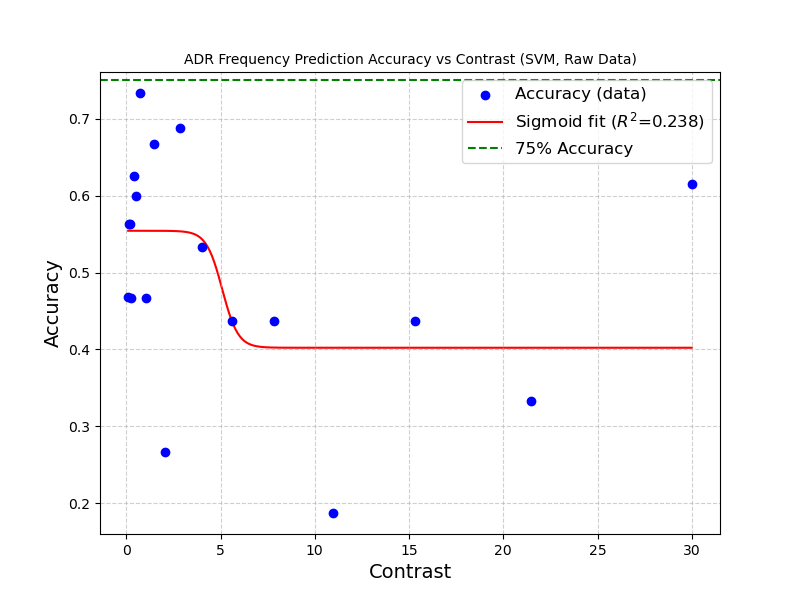 ADR Frequency Prediction Accuracy vs Contrast (SVM, Raw Data)
Accuracy (data)
Sigmoid fit (R²=0.238)
75% Accuracy
0.7
0.6
0.5
0.4
0.3
0.2
Accuracy
0 5 10 15 20 25 30
Contrast